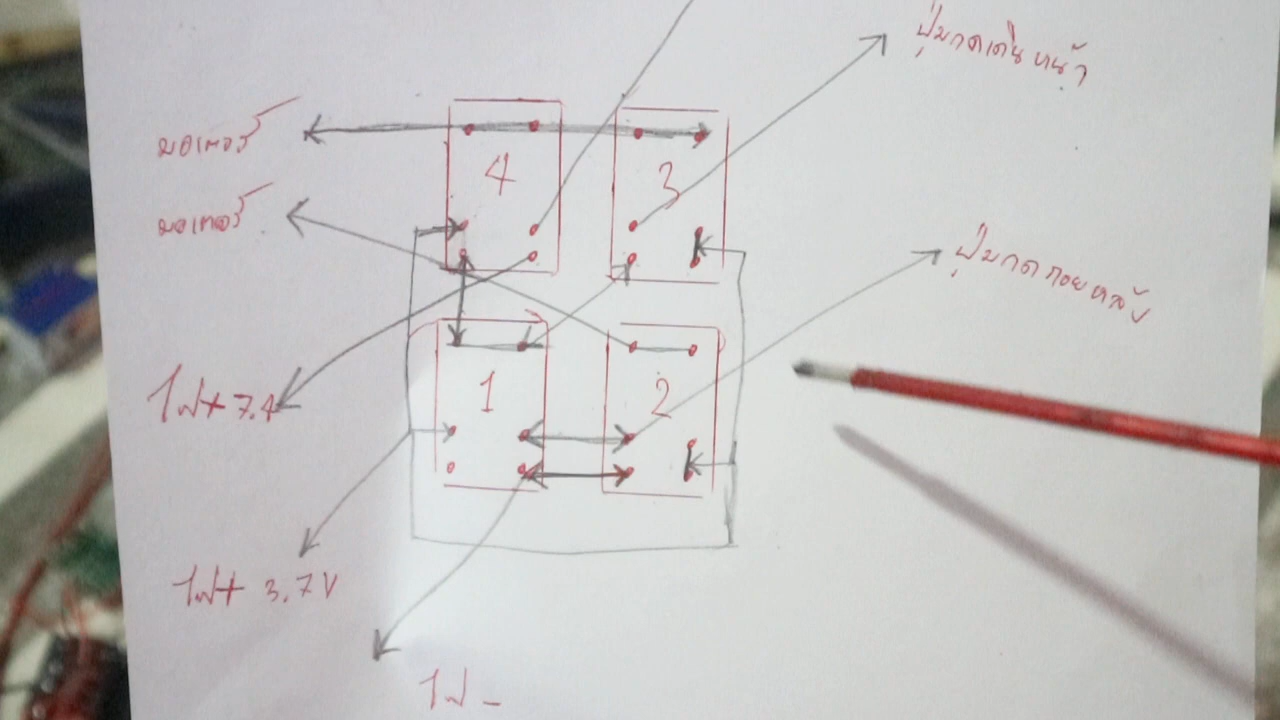 ปุ่มกดเดินหน้า
มอเตอร์
4
3
มอเตอร์
ปุ่มกดถอยหลัง
ไฟ+ 7.4
1
2
ไฟ+ 3.7V
ไฟ -